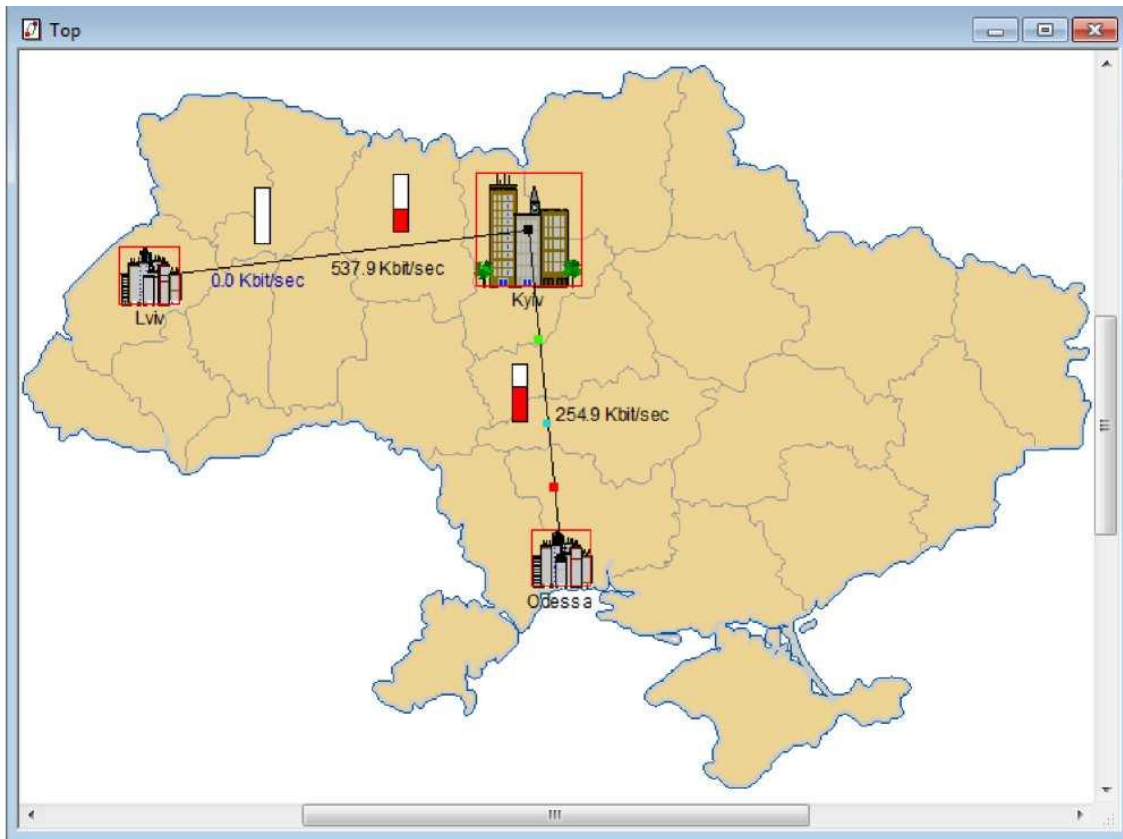 Top
537.9 Kbit/sec
0.0 Kbit/sec
Kyiv
Lviv
254.9 Kbit/sec
Odessa